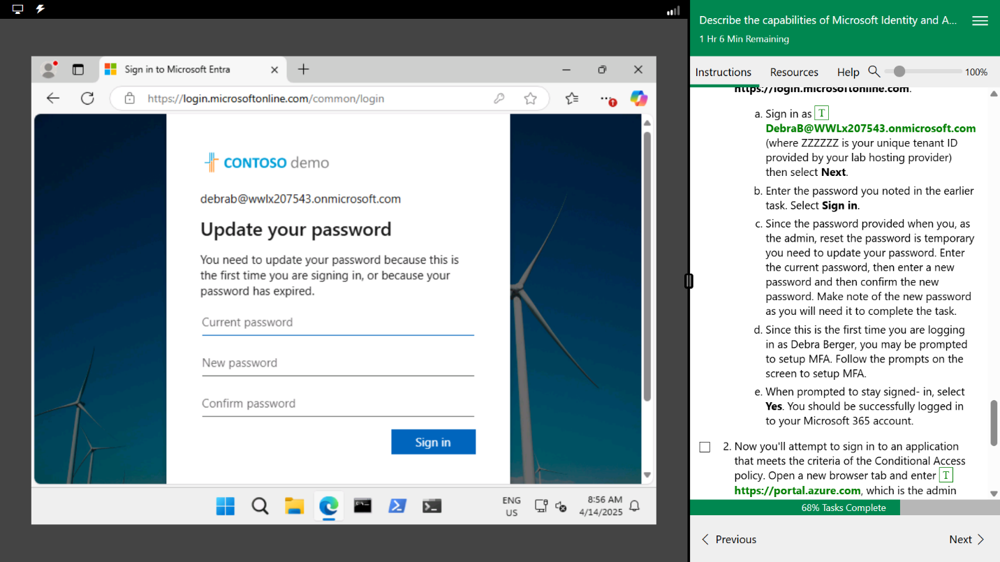 Describe the capabilities of Microsoft Identity and A...
1 Hr 6 Min Remaining
Sign in to Microsoft Entra
https://login.microsoftonline.com/common/login
CONTOSO demo
debrab@wwlx207543.onmicrosoft.com
Update your password
You need to update your password because this is
the first time you are signing in, or because your
password has expired.
Current password
New password
Confirm password
Sign in
ENG
US
8:56 AM
4/14/2025
Instructions
Resources
Help
100%
https://login.microsoftonline.com.
a. Sign in as T
DebraB@WWLx207543.onmicrosoft.com
(where ZZZZZZ is your unique tenant ID
provided by your lab hosting provider)
then select Next.
b. Enter the password you noted in the earlier
task. Select Sign in.
c. Since the password provided when you, as
the admin, reset the password is temporary
you need to update your password. Enter
the current password, then enter a new
password and then confirm the new
password. Make note of the new password
as you will need it to complete the task.
d. Since this is the first time you are logging
in as Debra Berger, you may be prompted
to setup MFA. Follow the prompts on the
screen to setup MFA.
e. When prompted to stay signed- in, select
Yes. You should be successfully logged in
to your Microsoft 365 account.
2. Now you'll attempt to sign in to an application
that meets the criteria of the Conditional Access
policy. Open a new browser tab and enter T
https://portal.azure.com, which is the admin
68% Tasks Complete
Previous
Next